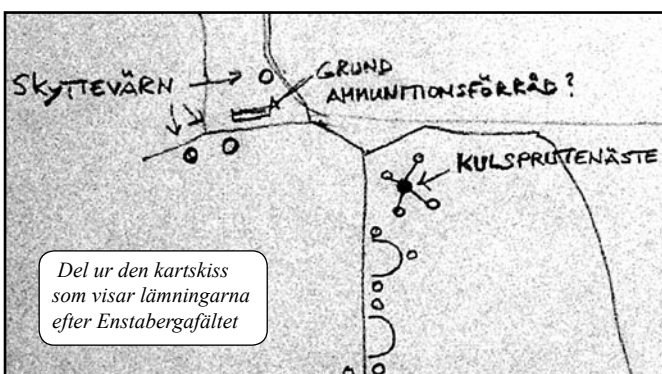 SKYTTEVÄRN
GRUND
AMMUNITIONSFÖRRÅD?
KULSPRUTENÄSTE
Del ur den kartskiss
som visar lämningarna
efter Enstabergafältet